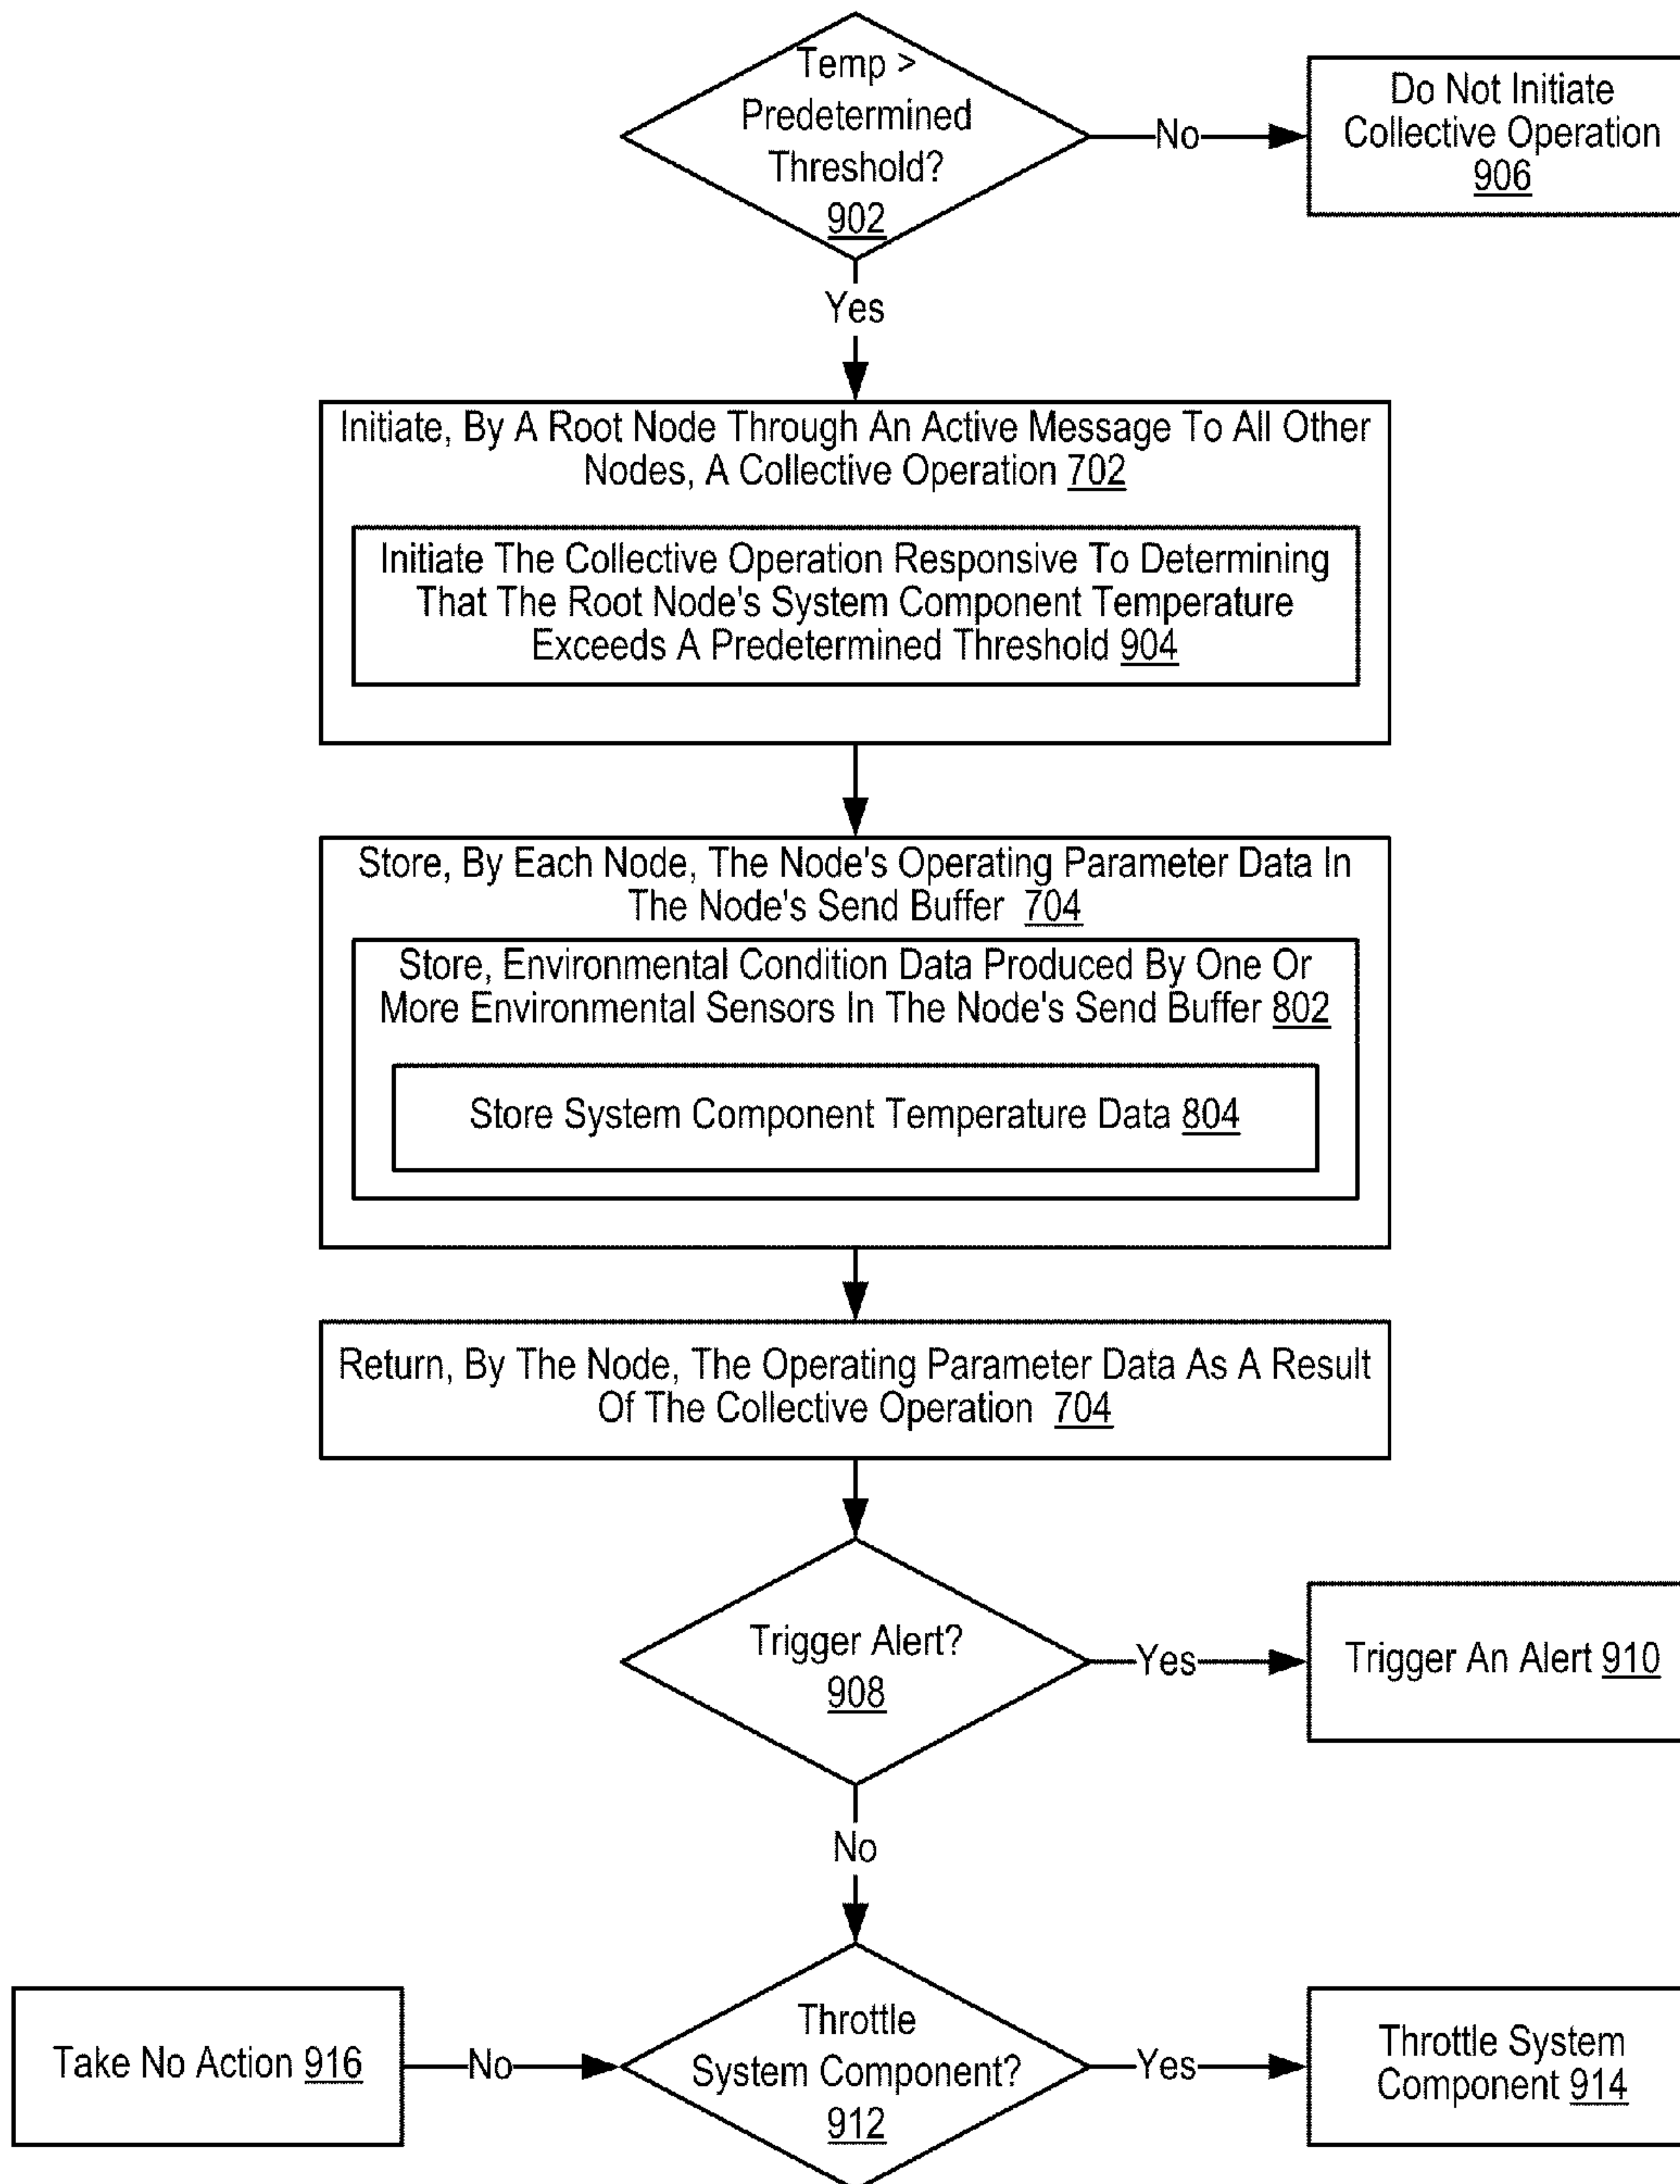 Temp >
Predetermined
Threshold?
902
No
Do Not Initiate
Collective Operation
906
Yes
Initiate, By A Root Node Through An Active Message To All Other
Nodes, A Collective Operation 702
Initiate The Collective Operation Responsive To Determining
That The Root Node's System Component Temperature
Exceeds A Predetermined Threshold 904
Store, By Each Node, The Node's Operating Parameter Data In
The Node's Send Buffer 704
Store, Environmental Condition Data Produced By One Or
More Environmental Sensors In The Node's Send Buffer 802
Store System Component Temperature Data 804
Return, By The Node, The Operating Parameter Data As A Result
Of The Collective Operation 704
Trigger Alert?
908
Yes
Trigger An Alert 910
No
Take No Action 916
No
Throttle
System Component?
912
Yes
Throttle System
Component 914